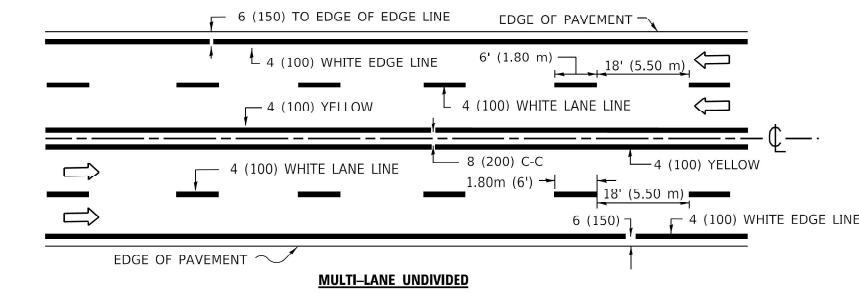 6 (150) TO EDGE OF EDGE LINE
EDGE OF PAVEMENT
4 (100) WHITE EDGE LINE
6' (1.80 m)
18' (5.50 m)
4 (100) YELLOW
4 (100) WHITE LANE LINE
℄
4 (100) WHITE LANE LINE
8 (200) C-C
4 (100) YELLOW
1.80m (6')
18' (5.50 m)
6 (150)
4 (100) WHITE EDGE LINE
EDGE OF PAVEMENT
MULTI–LANE UNDIVIDED